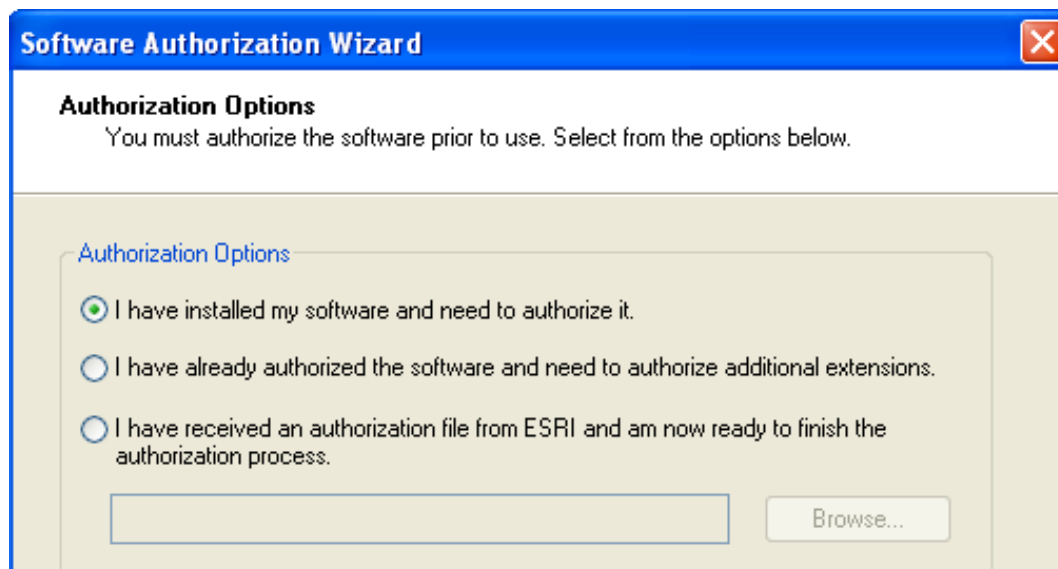 Software Authorization Wizard
Authorization Options
You must authorize the software prior to use. Select from the options below.
Authorization Options
I have installed my software and need to authorize it.
I have already authorized the software and need to authorize additional extensions.
I have received an authorization file from ESRI and am now ready to finish the
authorization process.
Browse...